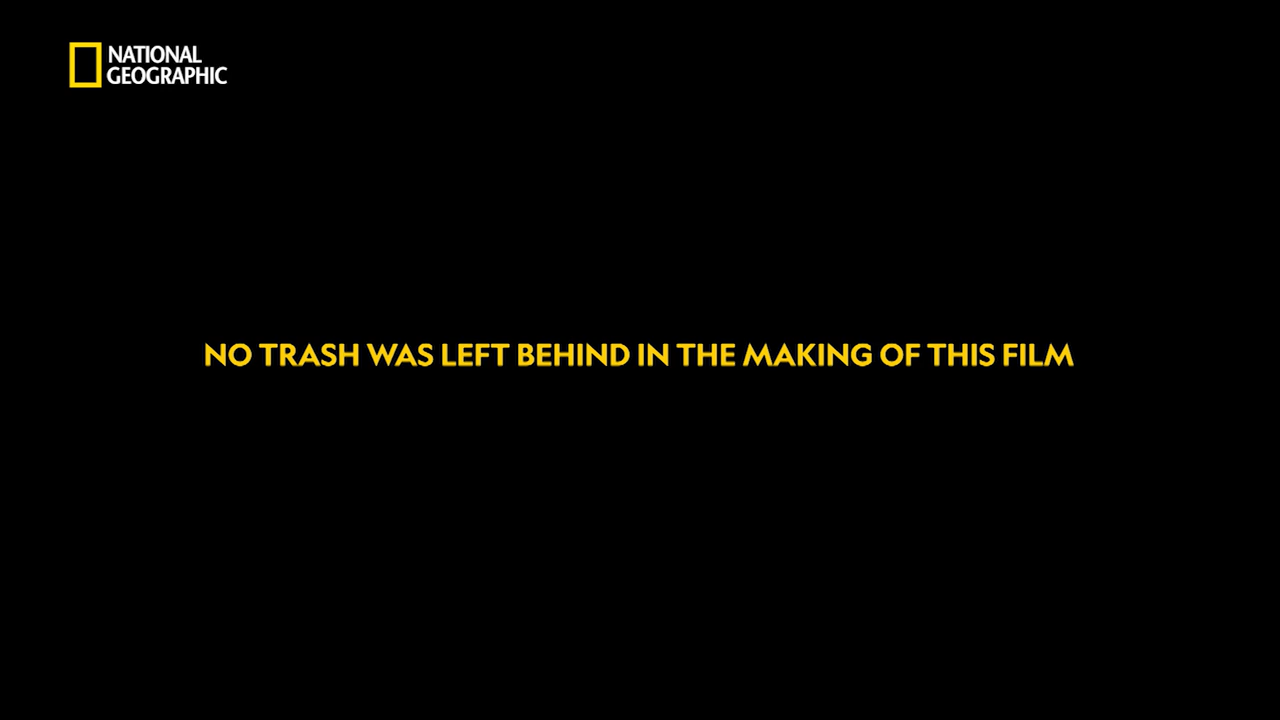 NATIONAL
GEOGRAPHIC
NO TRASH WAS LEFT BEHIND IN THE MAKING OF THIS FILM